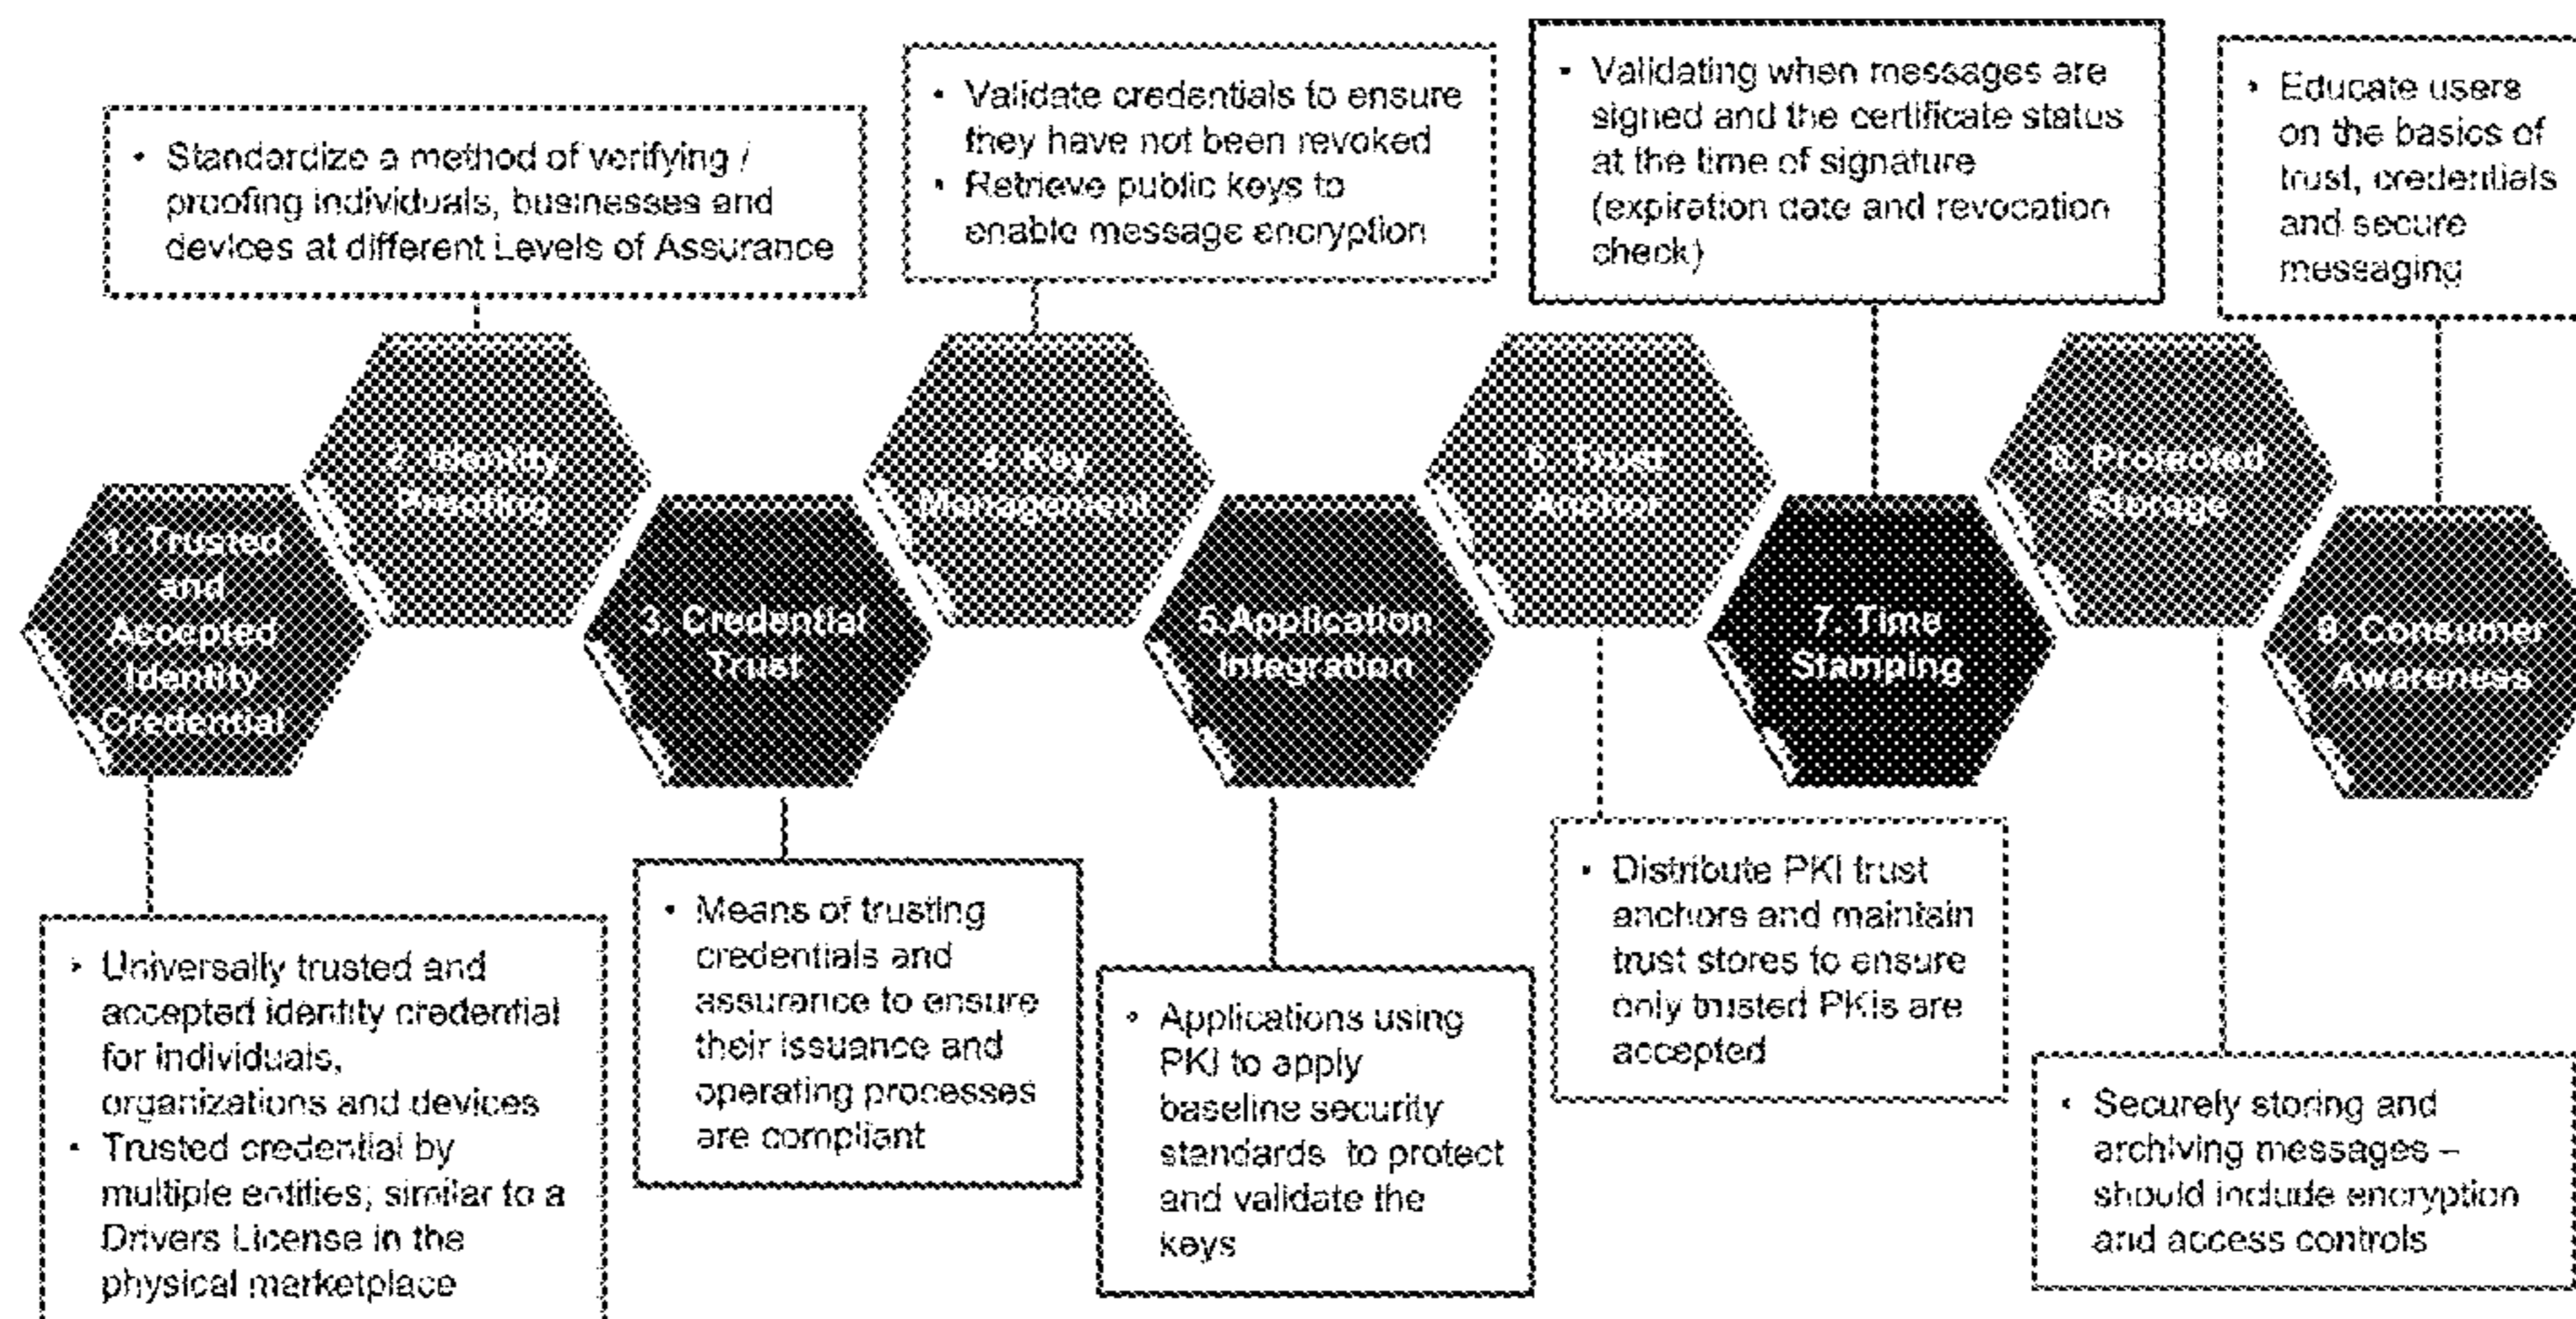 • Standardize a method of verifying /
proofing individuals, businesses and
devices at different Levels of Assurance
• Validate credentials to ensure
they have not been revoked
• Retrieve public keys to
enable message encryption
• Validating when messages are
signed and the certificate status
at the time of signature
(expiration date and revocation
check)
• Educate users
on the basics of
trust, credentials
and secure
messaging
1. Trusted
and
Accepted
Identity
Credential
2. Identity
Proofing
3. Credential
Trust
4. Key
Management
5.Application
Integration
6. Trust
Anchor
7. Time
Stamping
8. Protected
Storage
9. Consumer
Awareness
• Universally trusted and
accepted identity credential
for individuals,
organizations and devices
• Trusted credential by
multiple entities; similar to a
Drivers License in the
physical marketplace
• Means of trusting
credentials and
assurance to ensure
their issuance and
operating processes
are compliant
• Applications using
PKI to apply
baseline security
standards to protect
and validate the
keys
• Distribute PKI trust
anchors and maintain
trust stores to ensure
only trusted PKIs are
accepted
• Securely storing and
archiving messages –
should include encryption
and access controls